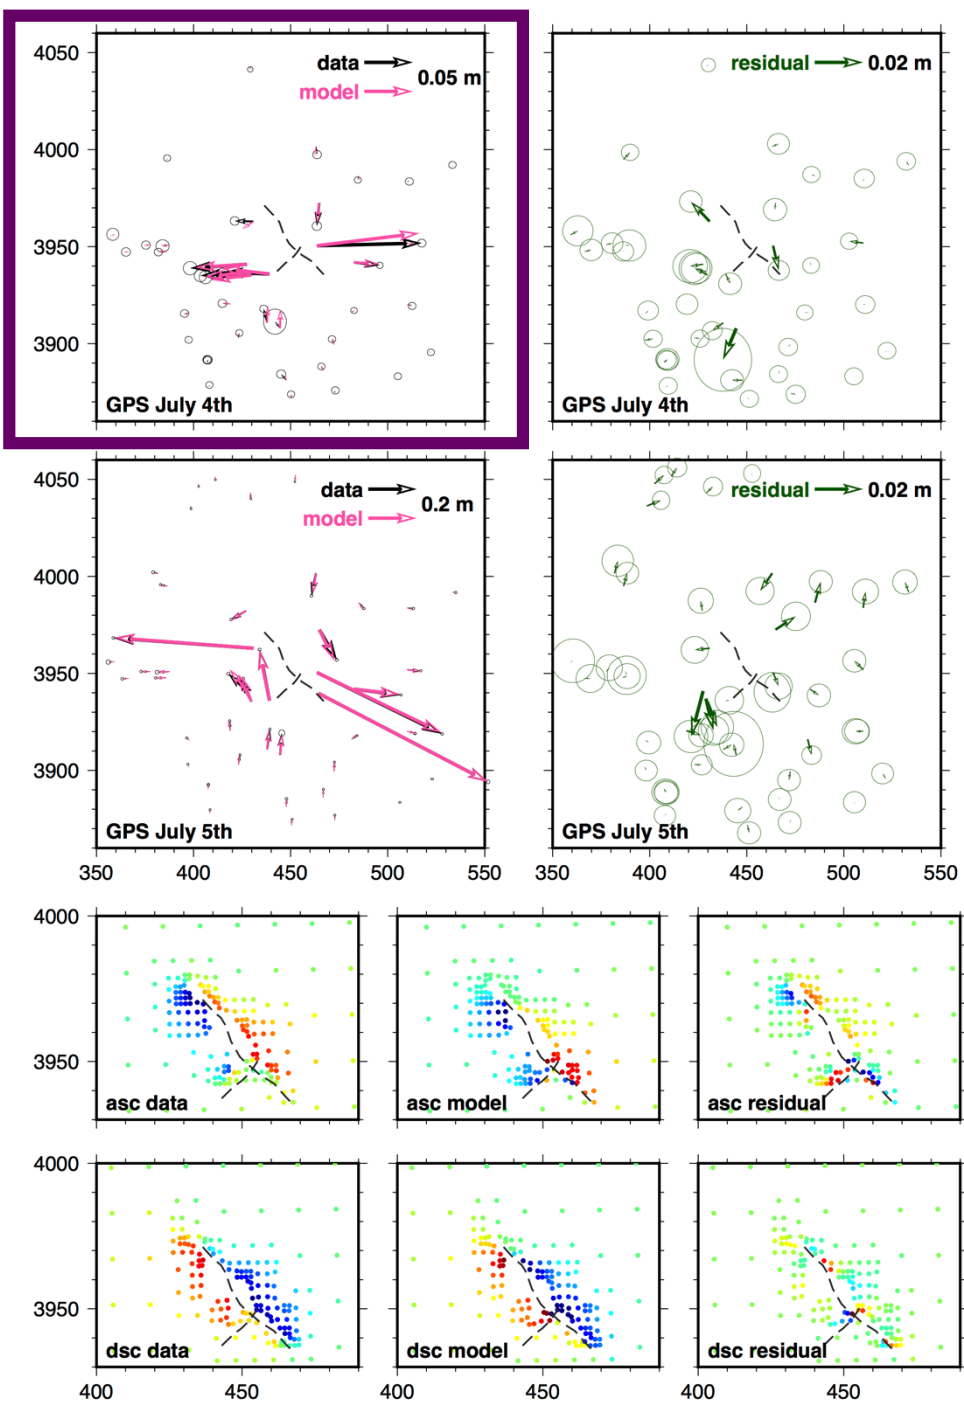 4050
4000
3950
3900
data
0.05 m
model
GPS July 4th
residual 0.02 m
GPS July 4th
400 450 500
4050
4000
3950
3900
data
0.2 m
model
GPS July 5th
350 400 450 500
residual 0.02 m
GPS July 5th
350 400 450 500 550
4000
3950
asc data
asc model
asc residual
4000
3950
dsc data
dsc model
dsc residual
400 450
400 450
400 450